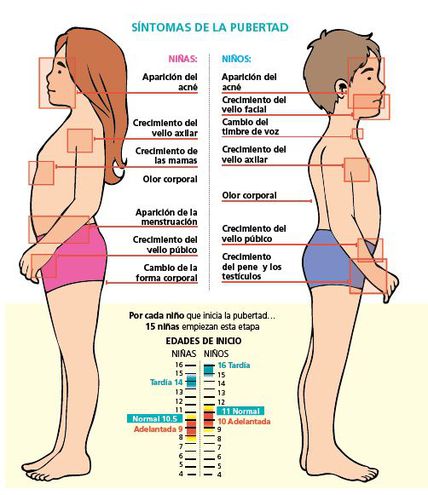 SÍNTOMAS DE LA PUBERTAD
NIÑAS:
Aparición del
acné
Crecimiento del
vello axilar
Crecimiento de
las mamas
Olor corporal
Aparición de la
menstruación
Crecimiento del
vello púbico
Cambio de la
forma corporal
NIÑOS:
Aparición del
acné
Crecimiento del
vello facial
Cambio del
timbre de voz
Crecimiento del
vello axilar
Olor corporal
Crecimiento del
vello púbico
Crecimiento
del pene y los
testículos
Por cada niño que inicia la pubertad...
15 niñas empiezan esta etapa
EDADES DE INICIO
NIÑAS
16
15
Tardía 14
13
12
11
Normal 10.5
Adelantada 9
8
7
6
5
4
NIÑOS
16 Tardía
15
14
13
12
11 Normal
10 Adelantada
9
8
7
6
5
4